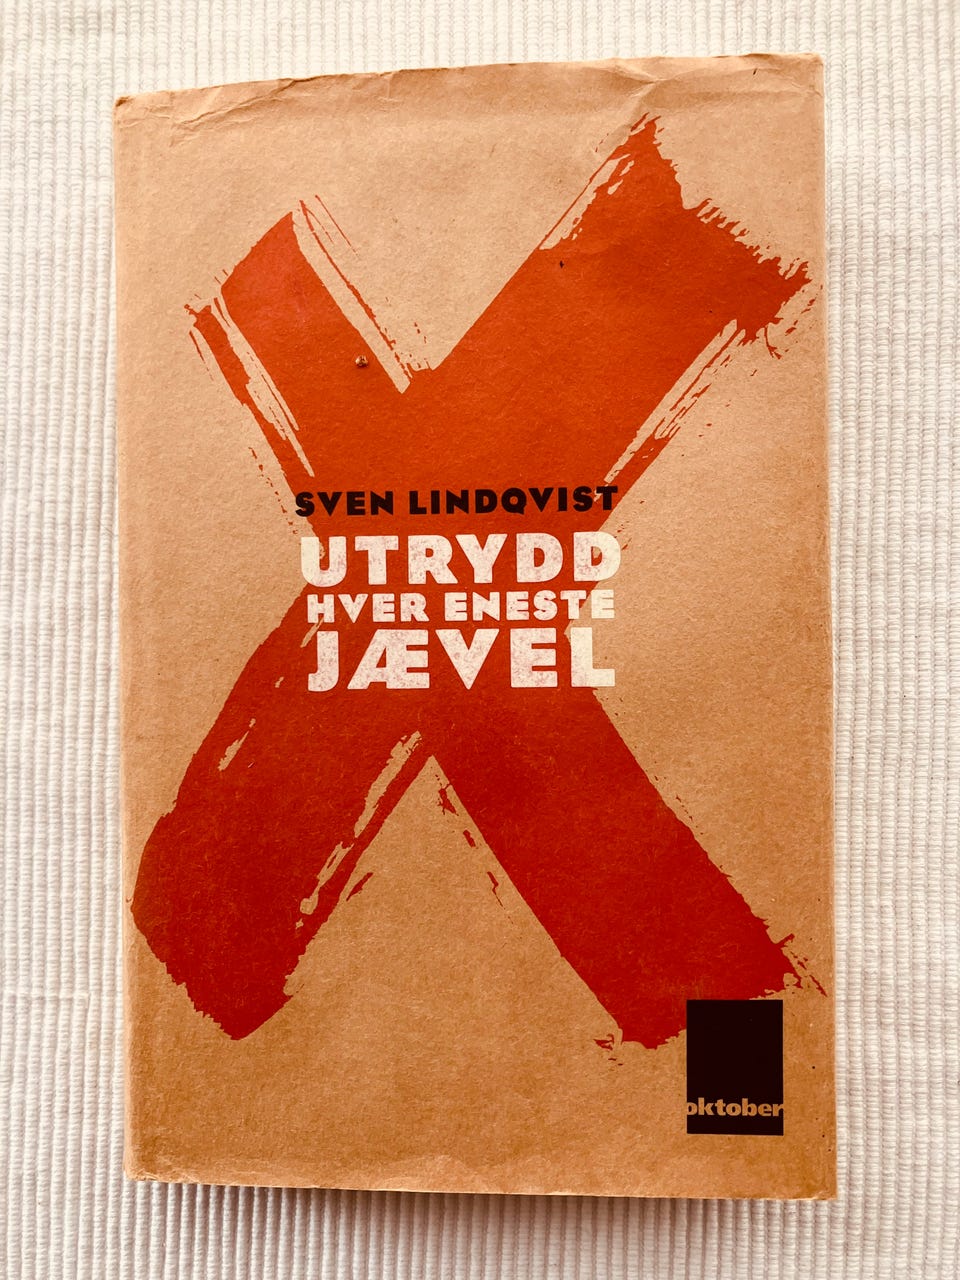 SVEN LINDQVIST
UTRYDD
HVER ENESTE
JÆVEL
oktober